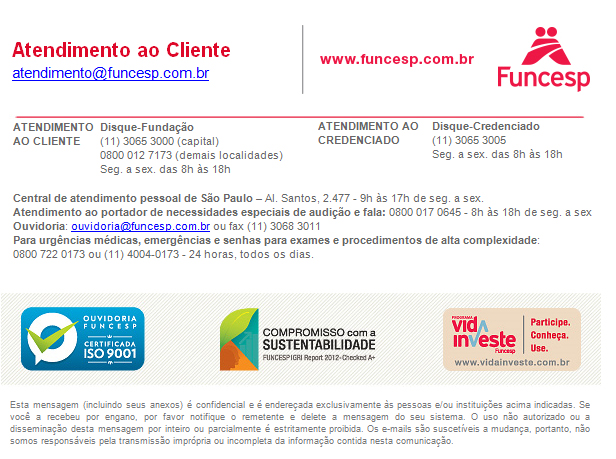 Atendimento ao Cliente
atendimento@funcesp.com.br
www.funcesp.com.br
Funcesp
ATENDIMENTO AO CLIENTE
Disque-Fundação
(11) 3065 3000 (capital)
0800 012 7173 (demais localidades)
Seg. a sex. das 8h às 18h
ATENDIMENTO AO CREDENCIADO
Disque-Credenciado
(11) 3065 3005
Seg. a sex. das 8h às 18h
Central de atendimento pessoal de São Paulo – Al. Santos, 2.477 - 9h às 17h de seg. a sex.
Atendimento ao portador de necessidades especiais de audição e fala: 0800 017 0645 - 8h às 18h de seg. a sex
Ouvidoria: ouvidoria@funcesp.com.br ou fax (11) 3068 3011
Para urgências médicas, emergências e senhas para exames e procedimentos de alta complexidade:
0800 722 0173 ou (11) 4004-0173 - 24 horas, todos os dias.
OUVIDORIA
FUNCESP
CERTIFICADA
ISO 9001
COMPROMISSO com a
SUSTENTABILIDADE
FUNCESP|GRI Report 2012-Checked A+
PROGRAMA
vida
investe
Funcesp
Participe.
Conheça.
Use.
www.vidainveste.com.br
Esta mensagem (incluindo seus anexos) é confidencial e é endereçada exclusivamente às pessoas e/ou instituições acima indicadas. Se
você a recebeu por engano, por favor notifique o remetente e delete a mensagem do seu sistema. O uso não autorizado ou a
disseminação desta mensagem por inteiro ou parcialmente é estritamente proibida. Os e-mails são suscetíveis a mudança, portanto, não
somos responsáveis pela transmissão imprópria ou incompleta da informação contida nesta comunicação.